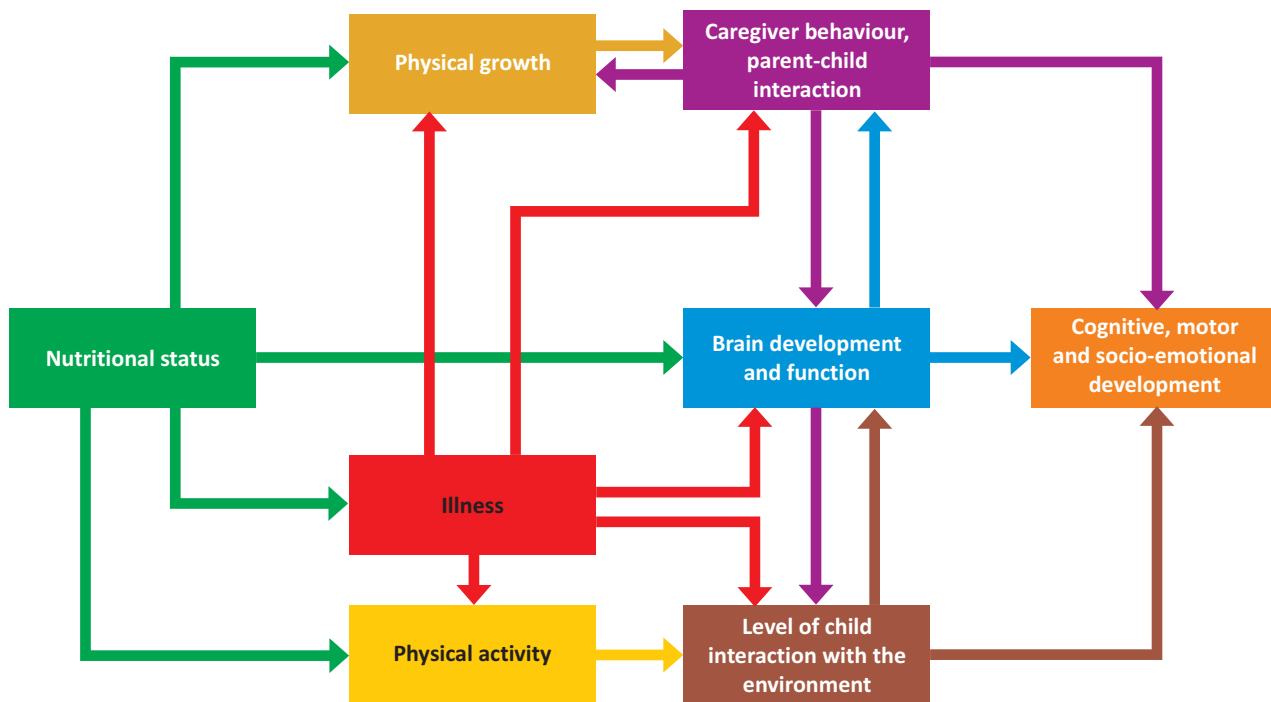 Physical growth
Caregiver behaviour,
parent-child
interaction
Nutritional status
Brain development
and function
Cognitive, motor
and socio-emotional
development
Illness
Physical activity
Level of child
interaction with the
environment